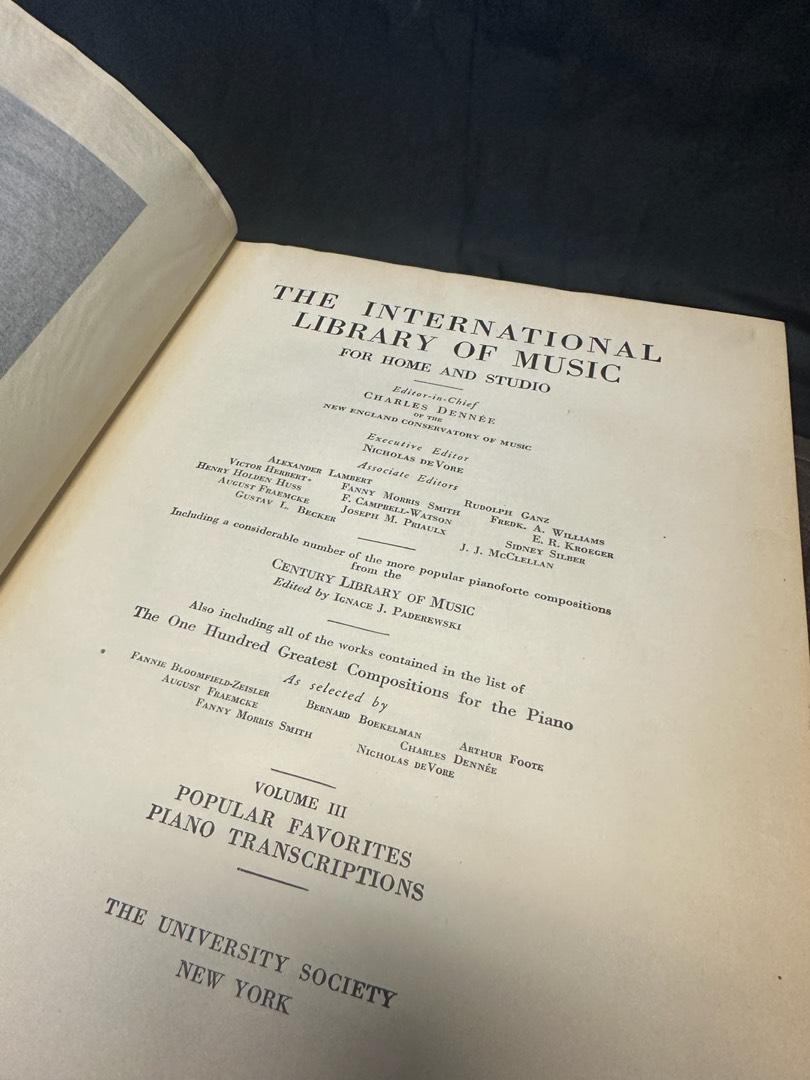 THE INTERNATIONAL
LIBRARY OF MUSIC
FOR HOME AND STUDIO
Editor-in-Chief
CHARLES DENNÉE
OF THE
NEW ENGLAND CONSERVATORY OF MUSIC
Executive Editor
NICHOLAS DEVORE
Associate Editors
ALEXANDER LAMBERT RUDOLPH GANZ
VICTOR HERBERT* FANNY MORRIS SMITH FREDK. A. WILLIAMS
HENRY HOLDEN HUSS F. CAMPBELL-WATSON E. R. KROEGER
AUGUST FRAEMCKE JOSEPH M. PRIAULX SIDNEY SILBER
GUSTAV L. BECKER J. J. MCCLELLAN
Including a considerable number of the more popular pianoforte compositions
from the
CENTURY LIBRARY OF MUSIC
Edited by IGNACE J. PADEREWSKI
Also including all of the works contained in the list of
The One Hundred Greatest Compositions for the Piano
As selected by
FANNIE BLOOMFIELD-ZEISLER BERNARD BOEKELMAN ARTHUR FOOTE
AUGUST FRAEMCKE CHARLES DENNÉE
FANNY MORRIS SMITH NICHOLAS DEVORE
VOLUME III
POPULAR FAVORITES
PIANO TRANSCRIPTIONS
THE UNIVERSITY SOCIETY
NEW YORK